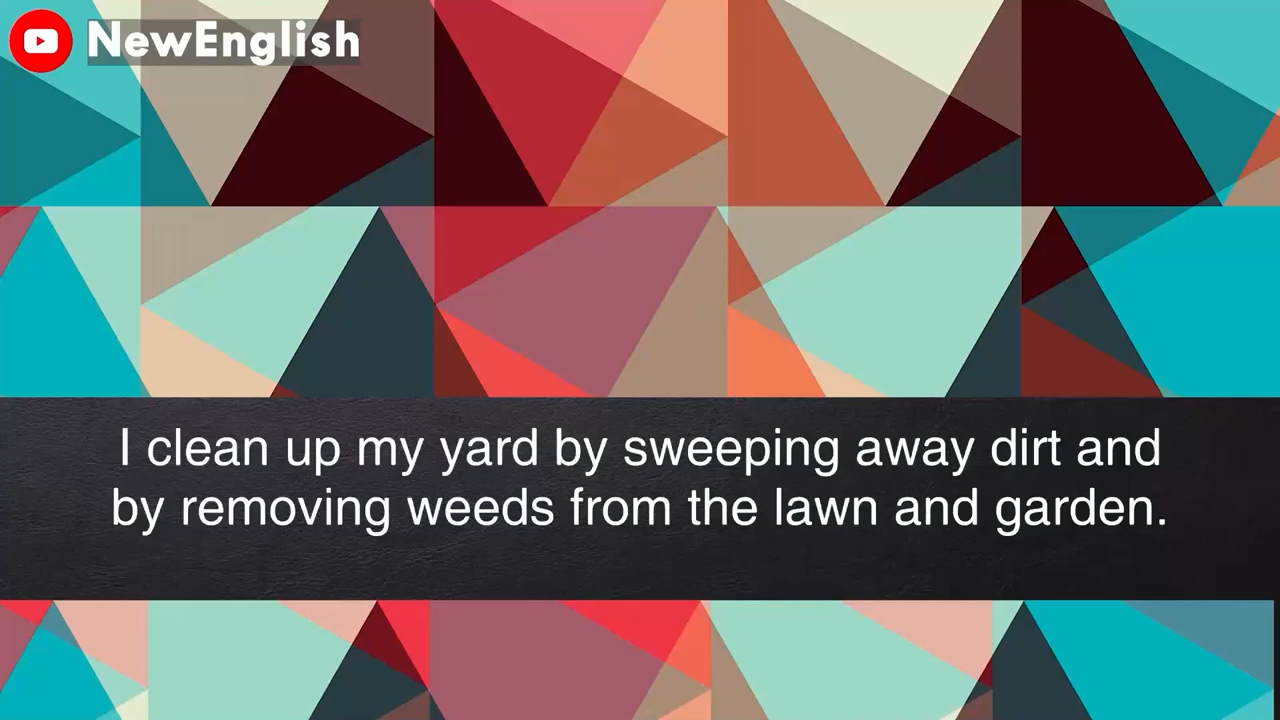 NewEnglish
I clean up my yard by sweeping away dirt and
by removing weeds from the lawn and garden.